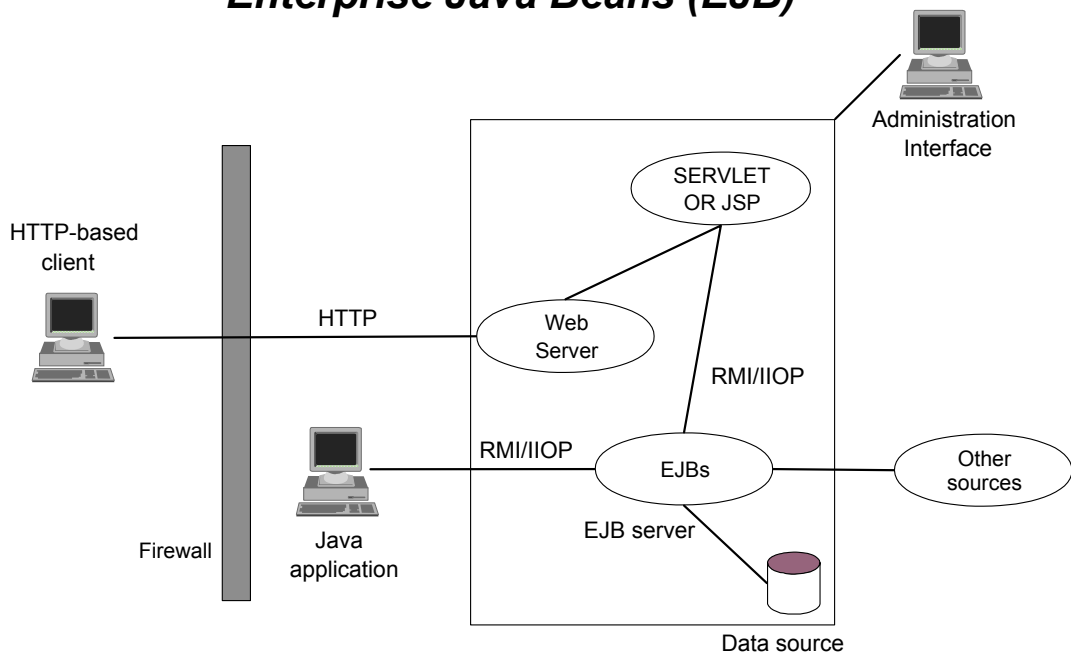 Enterprise Java Beans (EJB)
Administration
Interface
SERVLET
OR JSP
HTTP-based
client
HTTP
Web
Server
RMI/IIOP
RMI/IIOP
EJBs
Other
sources
EJB server
Firewall
Java
application
Data source